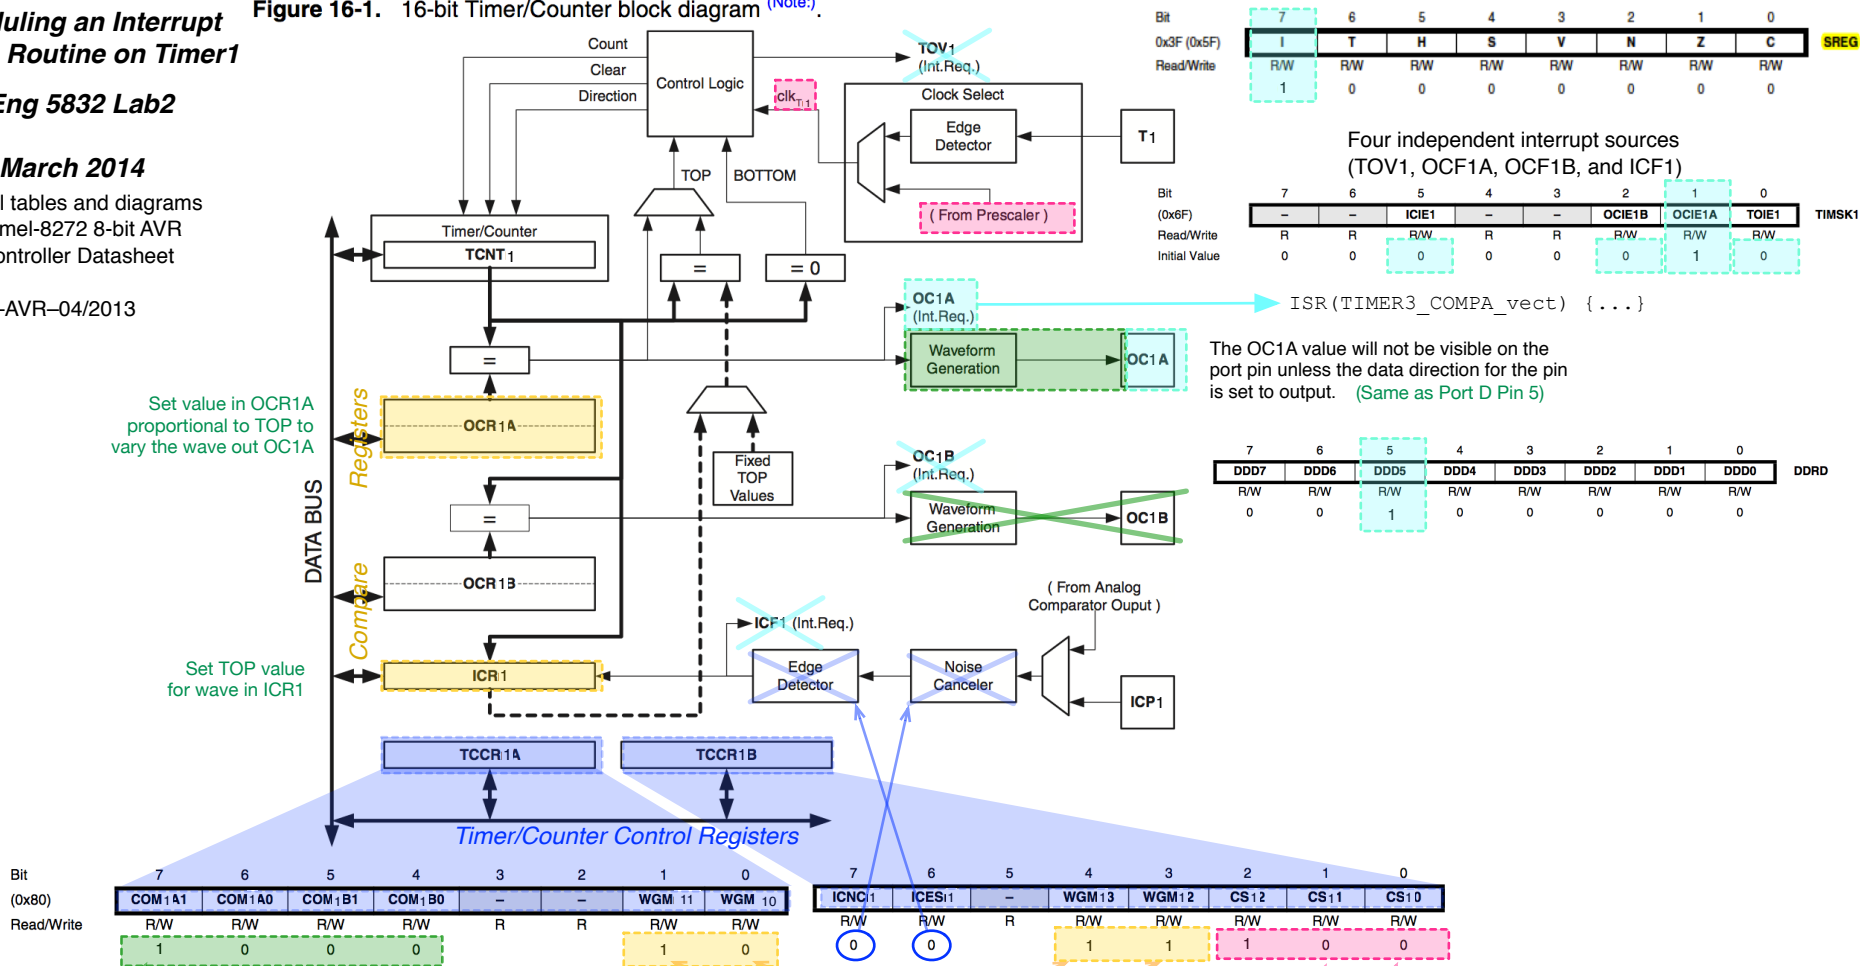 uling an Interrupt
Routine on Timer1
Eng 5832 Lab2
March 2014
l tables and diagrams
mel-8272 8-bit AVR
ontroller Datasheet
-AVR–04/2013
Figure 16-1. 16-bit Timer/Counter block diagram (Note:).
Count
Clear
Direction
Control Logic
TOV1
(Int.Req.)
clkT1
Clock Select
Edge
Detector
T1
( From Prescaler )
TOP
BOTTOM
Timer/Counter
TCNT1
=
= 0
OC1A
(Int.Req.)
ISR(TIMER3_COMPA_vect) {...}
=
Waveform
Generation
OC1A
Set value in OCR1A
proportional to TOP to
vary the wave out OC1A
Registers
OCR1A
Fixed
TOP
Values
OC1B
(Int.Req.)
=
Waveform
Generation
OC1B
DATA BUS
Compare
OCR1B
( From Analog
Comparator Ouput )
ICF1 (Int.Req.)
Set TOP value
for wave in ICR1
ICR1
Edge
Detector
Noise
Canceler
ICP1
TCCR1A
TCCR1B
Timer/Counter Control Registers
Bit 7 6 5 4 3 2 1 0
0x3F (0x5F) I T H S V N Z C SREG
Read/Write R/W R/W R/W R/W R/W R/W R/W R/W
1 0 0 0 0 0 0 0
Four independent interrupt sources
(TOV1, OCF1A, OCF1B, and ICF1)
Bit 7 6 5 4 3 2 1 0
(0x6F) – – ICIE1 – – OCIE1B OCIE1A TOIE1 TIMSK1
Read/Write R R R/W R R R/W R/W R/W
Initial Value 0 0 0 0 0 0 1 0
The OC1A value will not be visible on the
port pin unless the data direction for the pin
is set to output. (Same as Port D Pin 5)
7 6 5 4 3 2 1 0
DDD7 DDD6 DDD5 DDD4 DDD3 DDD2 DDD1 DDD0 DDRD
R/W R/W R/W R/W R/W R/W R/W R/W
0 0 1 0 0 0 0 0
Bit 7 6 5 4 3 2 1 0
(0x80) COM1A1 COM1A0 COM1B1 COM1B0 – – WGM11 WGM10
Read/Write R/W R/W R/W R/W R R R/W R/W
1 0 0 0 1 0
7 6 5 4 3 2 1 0
ICNC1 ICES1 – WGM13 WGM12 CS12 CS11 CS10
R/W R/W R R/W R/W R/W R/W R/W
0 0 1 1 1 0 0